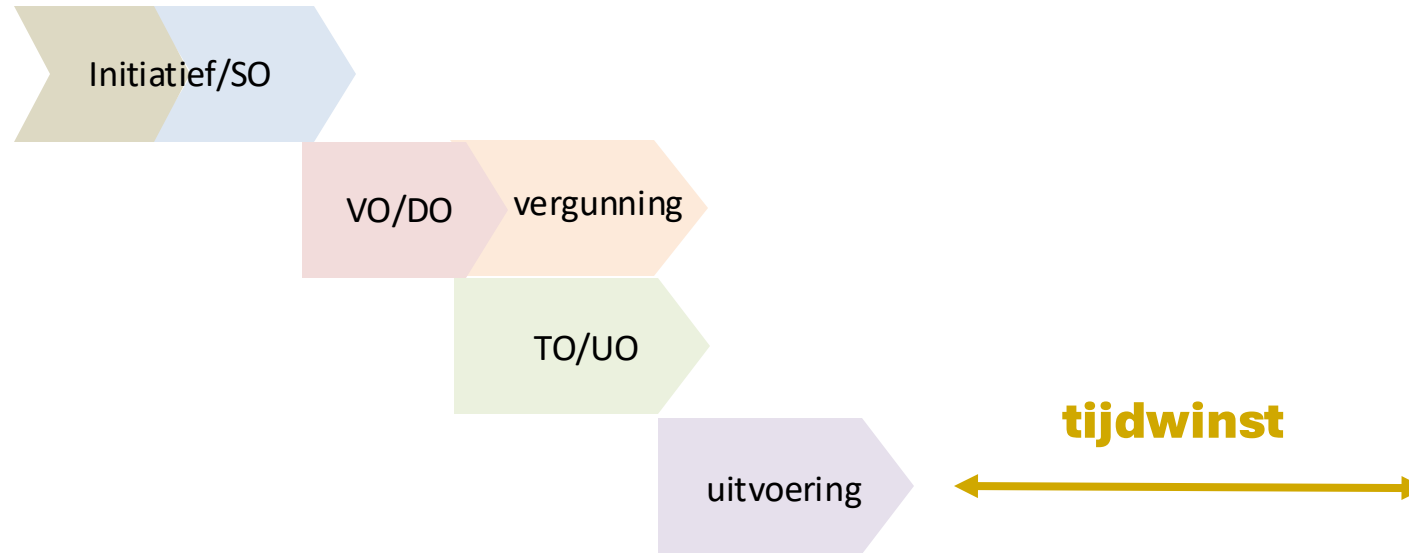 Initiatief/SO
VO/DO
vergunning
TO/UO
tijdwinst
uitvoering